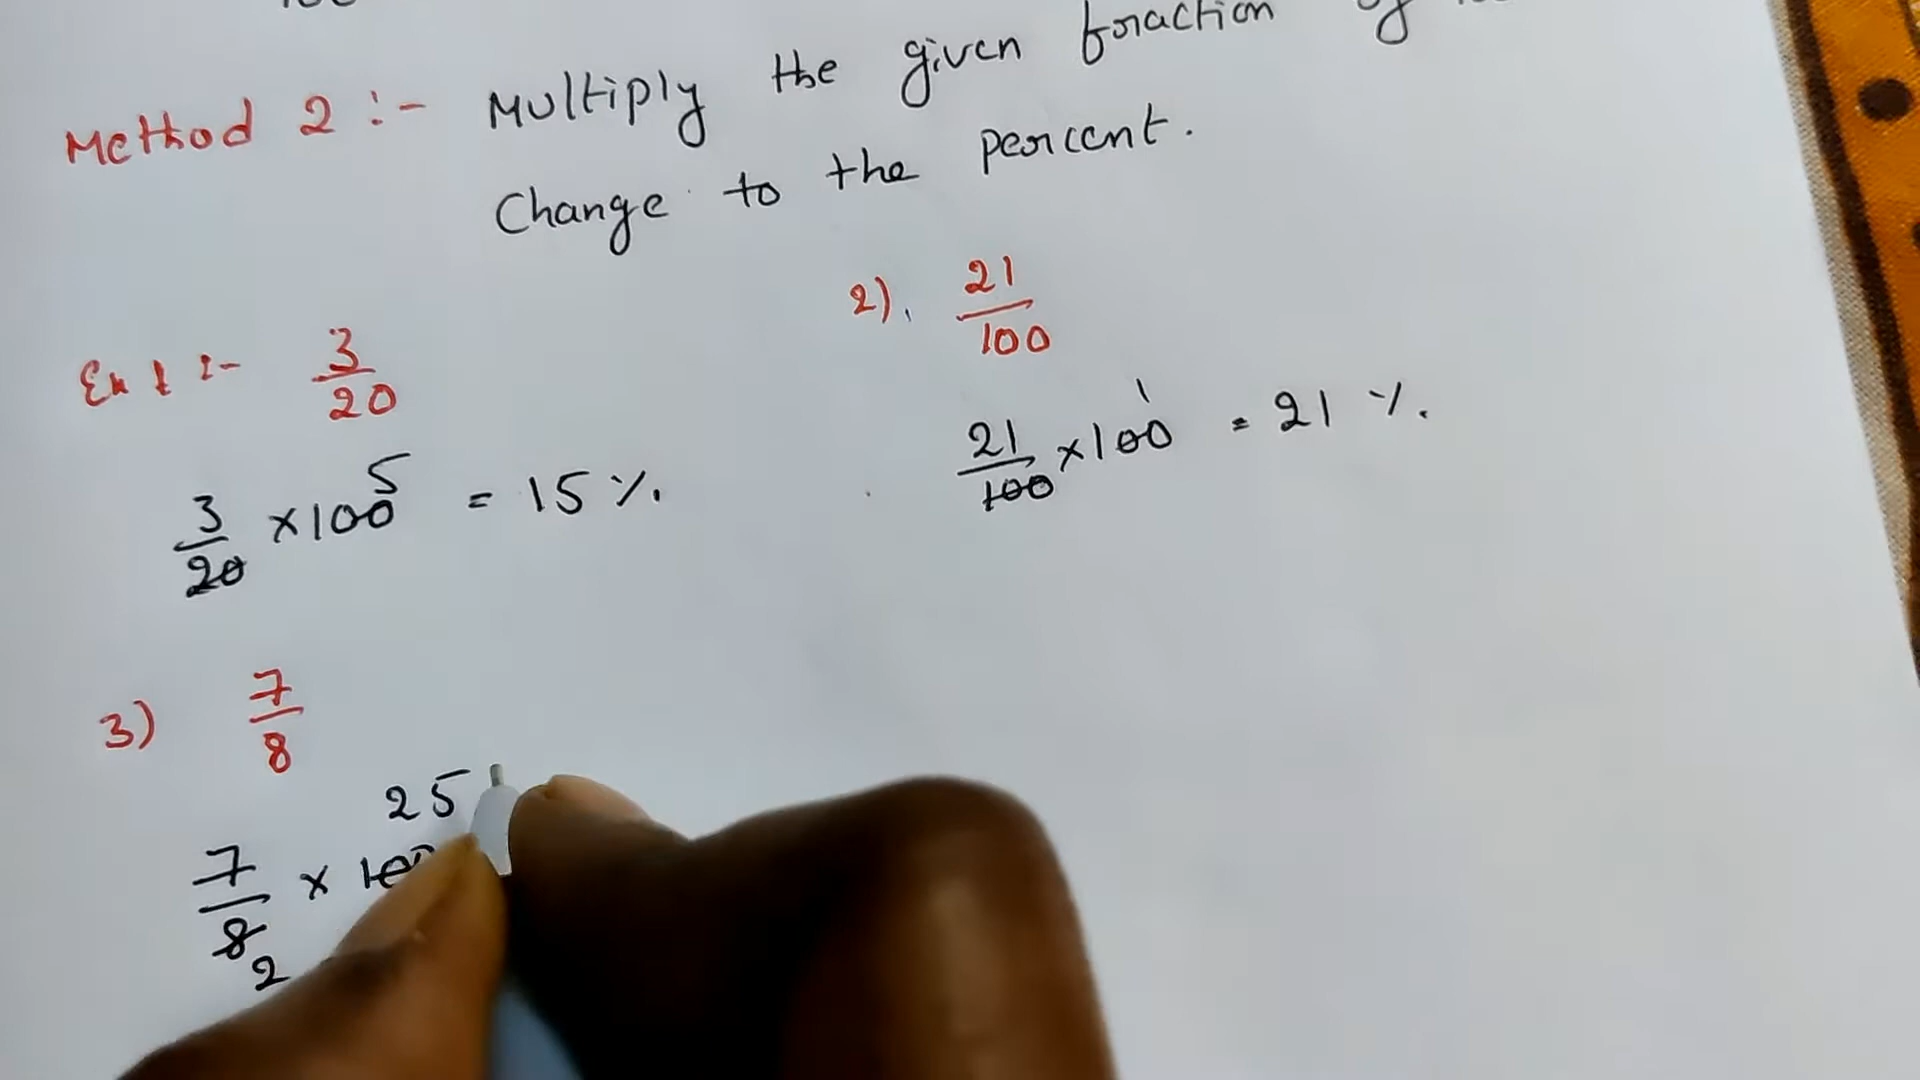 Method 2 :- Multiply the given fraction
Change to the percent.
Ex 1 :- 3/20
3/20 × 100 5 = 15 %.
2). 21/100
21/100 × 100 1 = 21 %.
3) 7/8
25
7/8 × 100
2